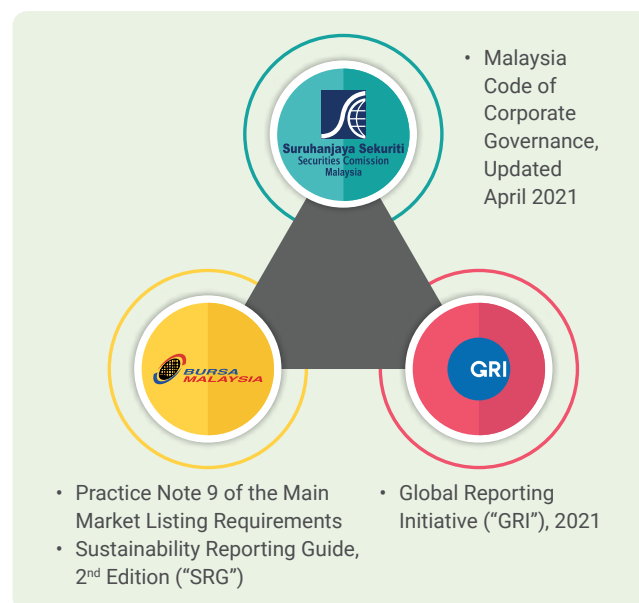 • Malaysia
Code of
Corporate
Governance,
Updated
April 2021
Suruhanjaya Sekuriti
Securities Comission
Malaysia
BURSA
MALAYSIA
GRI
• Practice Note 9 of the Main
Market Listing Requirements
• Sustainability Reporting Guide,
2nd Edition (“SRG”)
• Global Reporting
Initiative (“GRI”), 2021